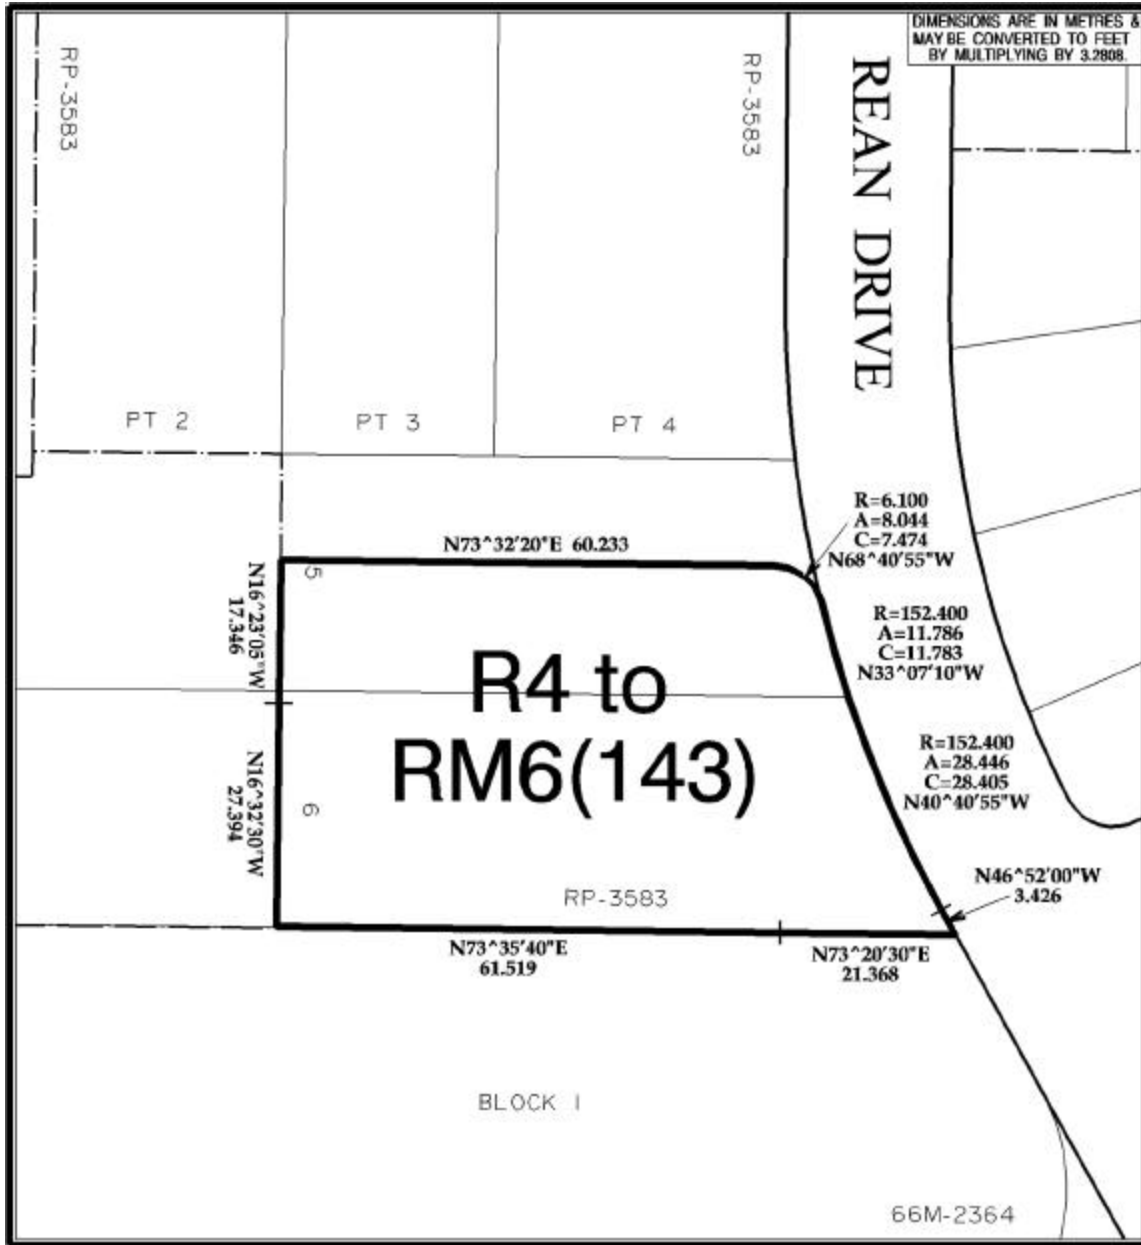 DIMENSIONS ARE IN METRES &
MAY BE CONVERTED TO FEET
BY MULTIPLYING BY 3.2808.
RP-3583
RP-3583
REAN DRIVE
PT 2
PT 3
PT 4
R=6.100
A=8.044
C=7.474
N68^40'55"W
N73^32'20"E 60.233
5
N16^23'05"W
17.346
R=152.400
A=11.786
C=11.783
N33^07'10"W
R4 to
RM6(143)
R=152.400
A=28.446
C=28.405
N40^40'55"W
N16^32'30"W
27.394
6
RP-3583
N46^52'00"W
3.426
N73^35'40"E
61.519
N73^20'30"E
21.368
BLOCK 1
66M-2364